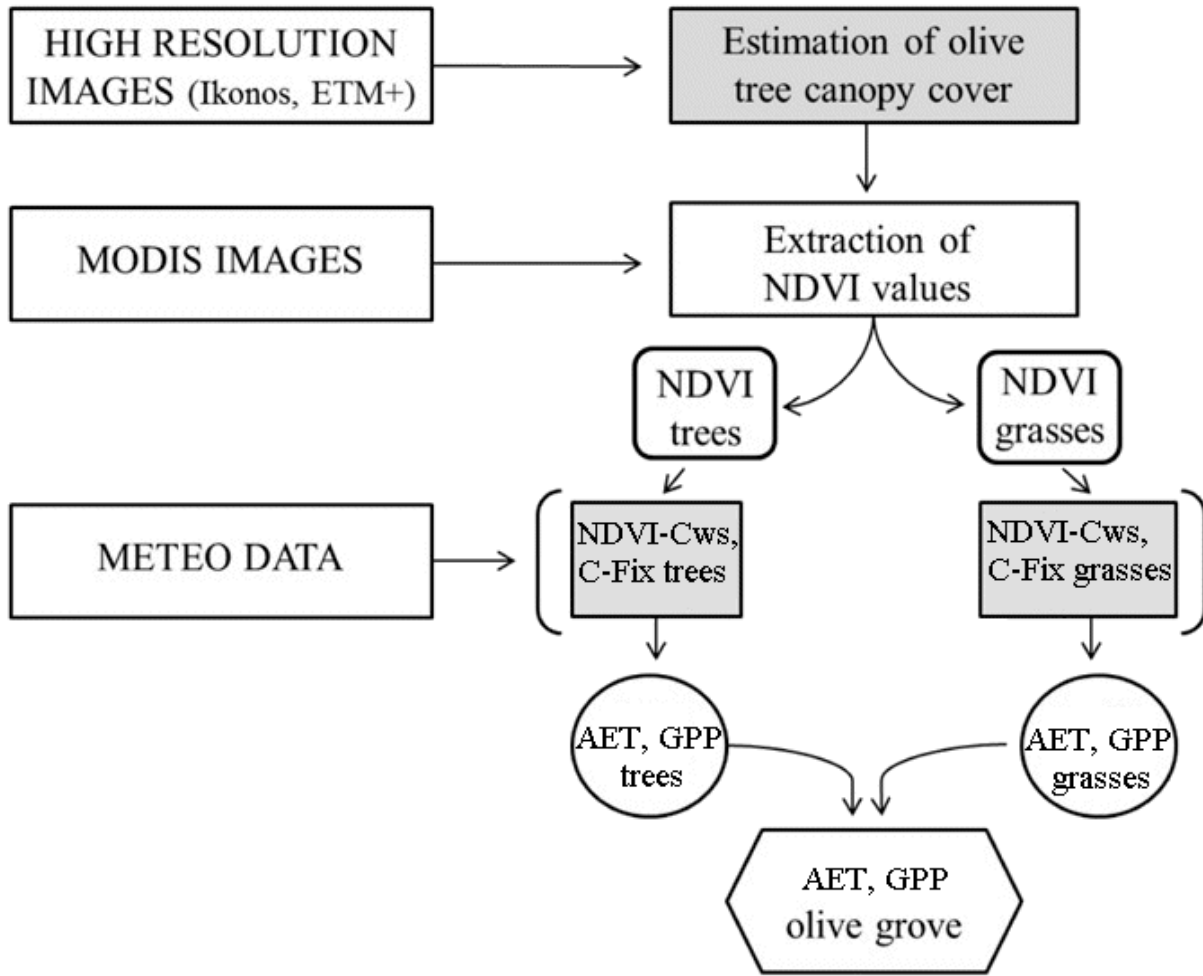 HIGH RESOLUTION
IMAGES (Ikonos, ETM+)
Estimation of olive
tree canopy cover
MODIS IMAGES
Extraction of
NDVI values
NDVI
trees
NDVI
grasses
METEO DATA
NDVI-Cws,
C-Fix trees
NDVI-Cws,
C-Fix grasses
AET, GPP
trees
AET, GPP
grasses
AET, GPP
olive grove